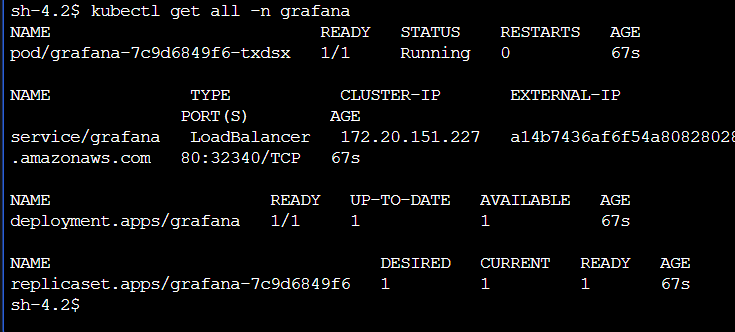 sh-4.2$ kubectl get all -n grafana
NAME                           READY   STATUS    RESTARTS   AGE
pod/grafana-7c9d6849f6-txdsx   1/1     Running   0          67s

NAME              TYPE           CLUSTER-IP       EXTERNAL-IP
                 PORT(S)        AGE
service/grafana   LoadBalancer   172.20.151.227   a14b7436af6f54a80828028
.amazonaws.com   80:32340/TCP   67s

NAME                      READY   UP-TO-DATE   AVAILABLE   AGE
deployment.apps/grafana   1/1     1            1           67s

NAME                                 DESIRED   CURRENT   READY   AGE
replicaset.apps/grafana-7c9d6849f6   1         1         1       67s
sh-4.2$